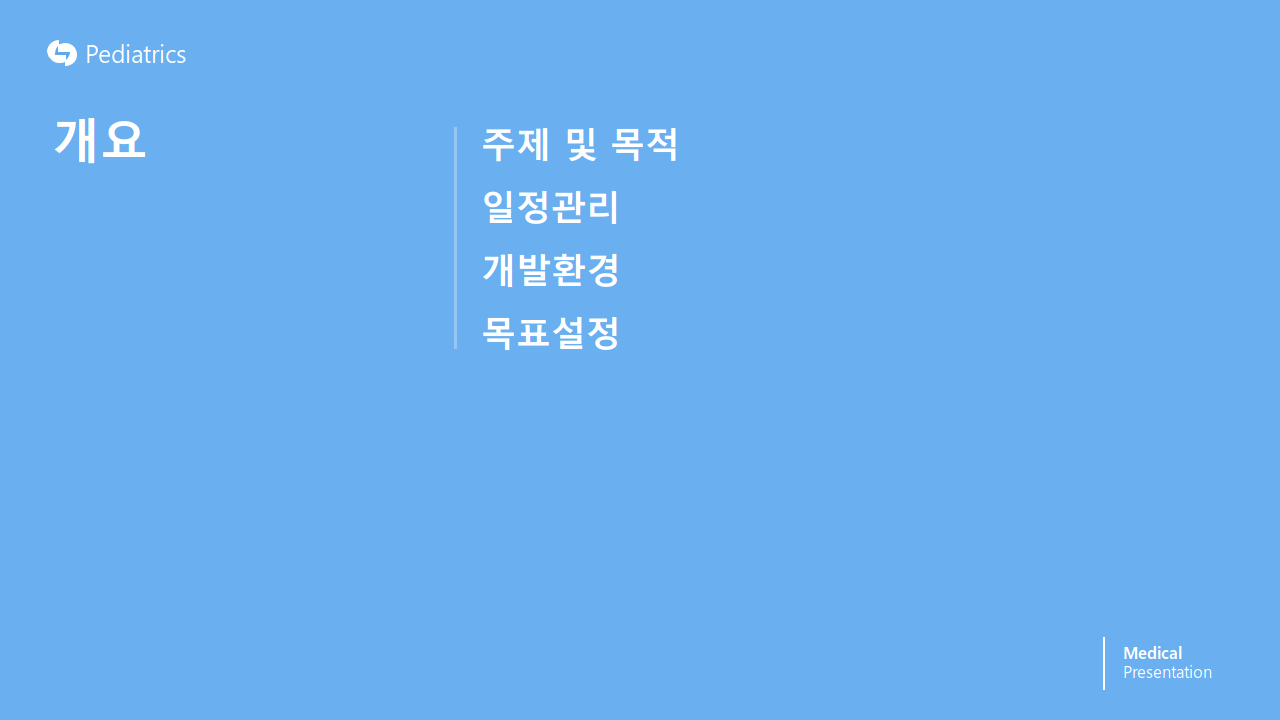 Pediatrics
개요
주제 및 목적
일정관리
개발환경
목표설정
Medical
Presentation